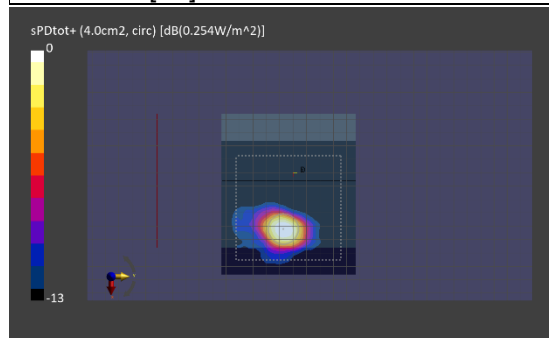 sPDtot+ (4.0cm2, circ) [dB(0.254W/m^2)]
0
-13